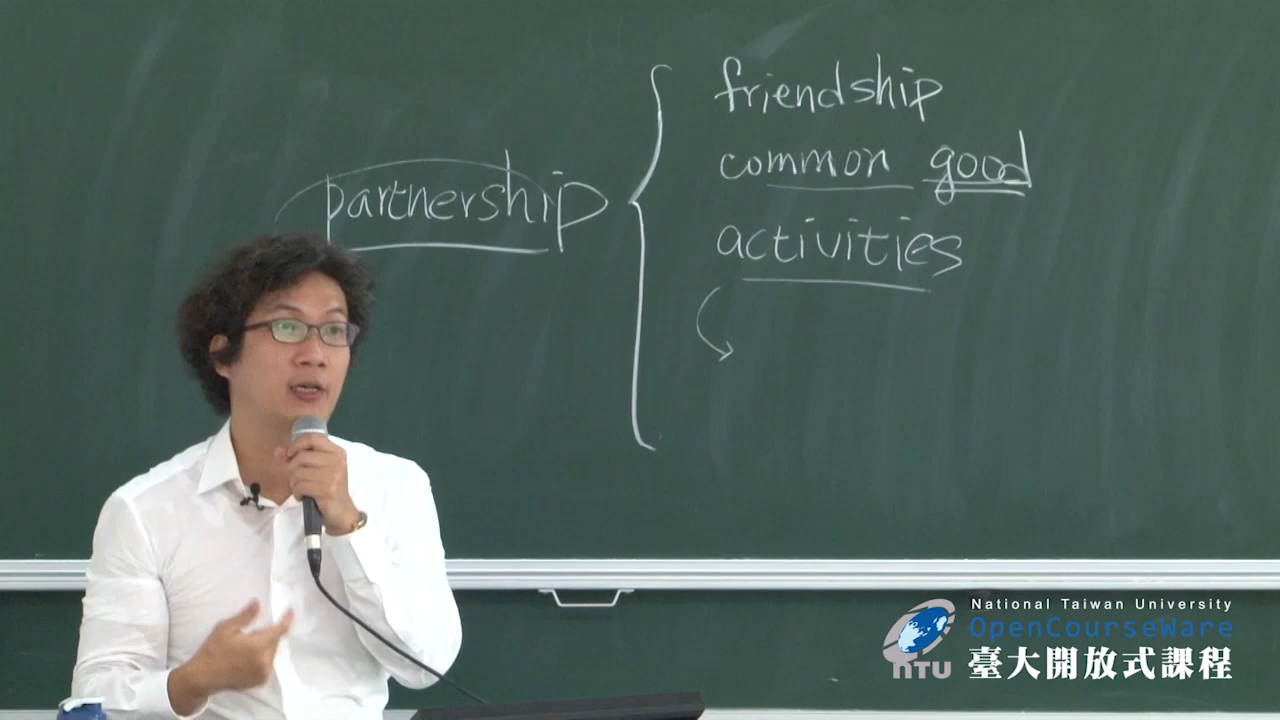 partnership
friendship
common good
activities
National Taiwan University
OpenCourseWare
臺大開放式課程
NTU